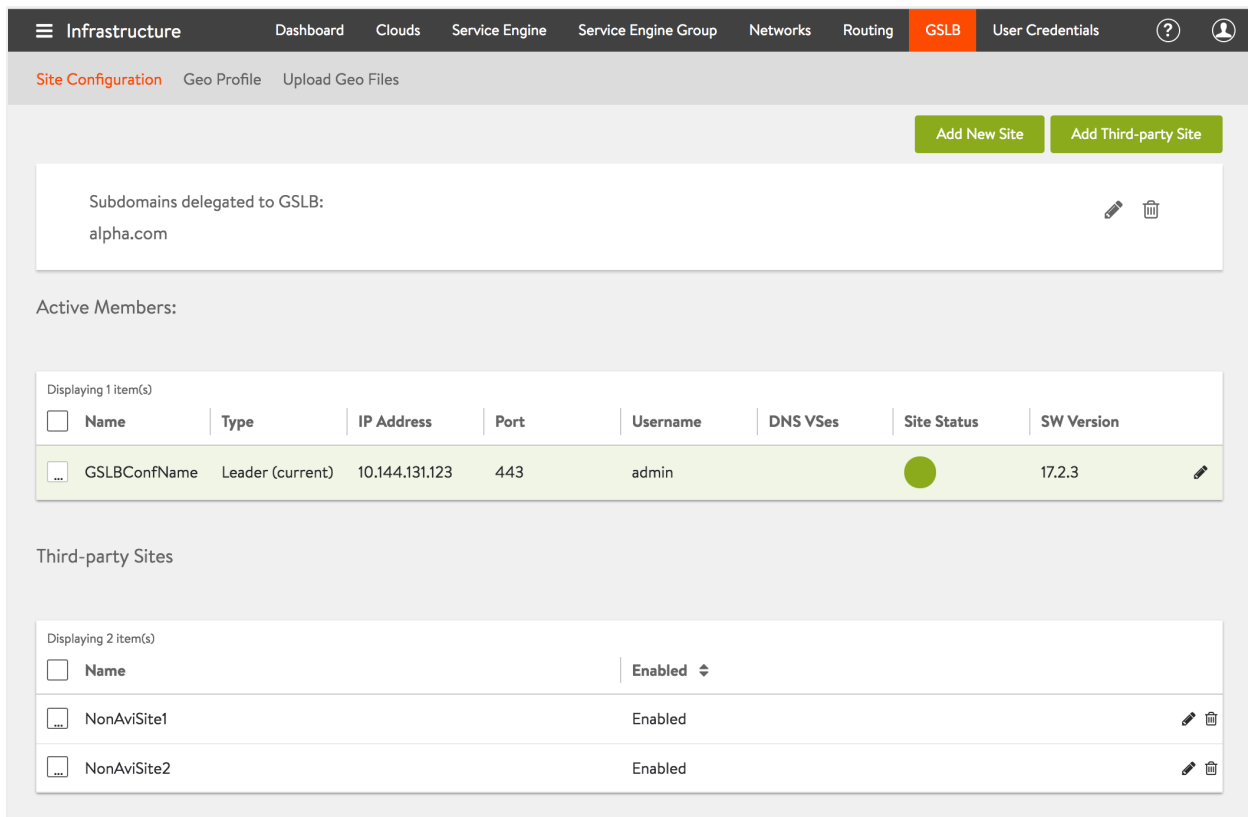 Infrastructure Dashboard Clouds Service Engine Service Engine Group Networks Routing GSLB User Credentials ?
Site Configuration Geo Profile Upload Geo Files
Add New Site Add Third-party Site
Subdomains delegated to GSLB:
alpha.com
Active Members:
Displaying 1 item(s)
Name Type IP Address Port Username DNS VSes Site Status SW Version
... GSLBConfName Leader (current) 10.144.131.123 443 admin 17.2.3
Third-party Sites
Displaying 2 item(s)
Name Enabled
... NonAviSite1 Enabled
... NonAviSite2 Enabled